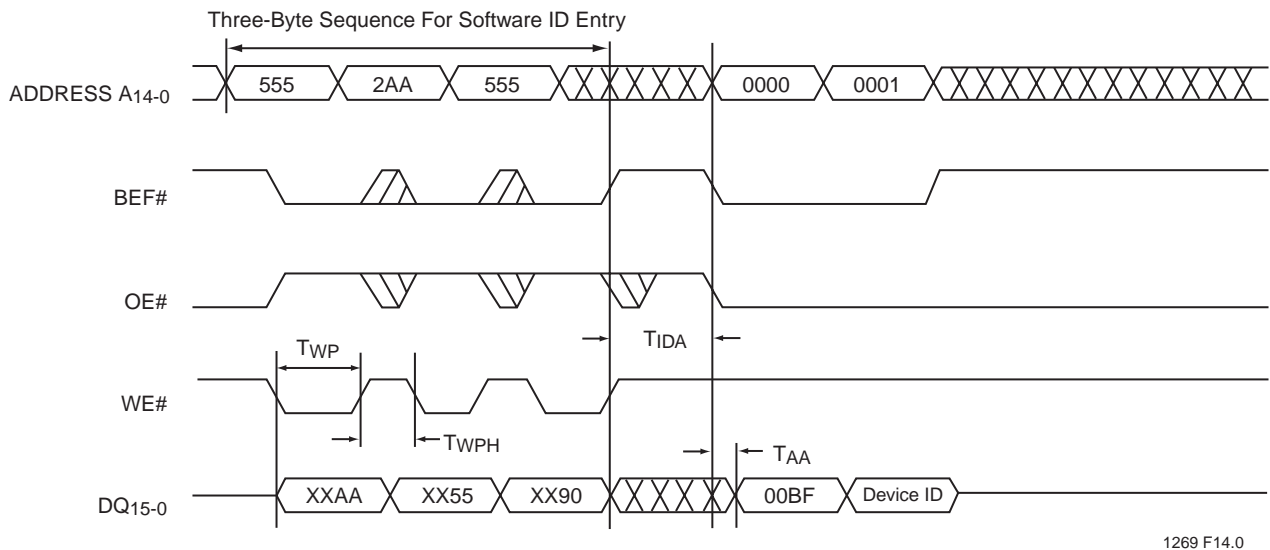 Three-Byte Sequence For Software ID Entry
ADDRESS A14-0 555 2AA 555 0000 0001
BEF#
OE#
TIDA
TWP
WE#
TWPH
TAA
DQ15-0 XXAA XX55 XX90 00BF Device ID
1269 F14.0